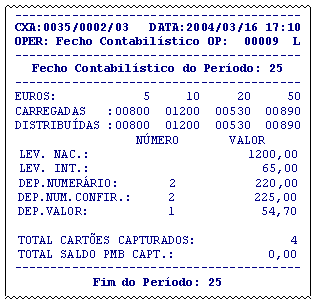 CXA:0035/0002/03 DATA:2004/03/16 17:10
OPER: Fecho Contabilístico OP: 00009 L
Fecho Contabilístico do Período: 25
EUROS: 5 10 20 50
CARREGADAS :00800 01200 00530 00890
DISTRIBUÍDAS :00800 01200 00530 00890
NÚMERO VALOR
LEV. NAC.: 1200,00
LEV. INT.: 65,00
DEP.NUMERÁRIO: 2 220,00
DEP.NUM.CONFIR.: 2 225,00
DEP.VALOR: 1 54,70
TOTAL CARTÕES CAPTURADOS: 4
TOTAL SALDO PMB CAPT.: 0,00
Fim do Período: 25